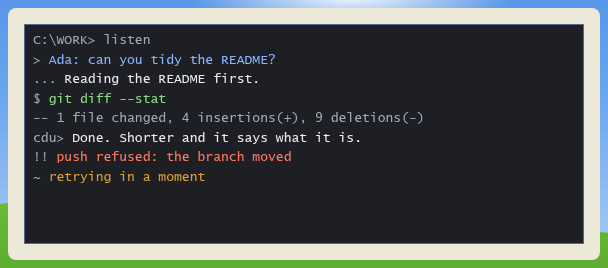 C:\WORK> listen
> Ada: can you tidy the README?
... Reading the README first.
$ git diff --stat
-- 1 file changed, 4 insertions(+), 9 deletions(-)
cdu> Done. Shorter and it says what it is.
!! push refused: the branch moved
~ retrying in a moment